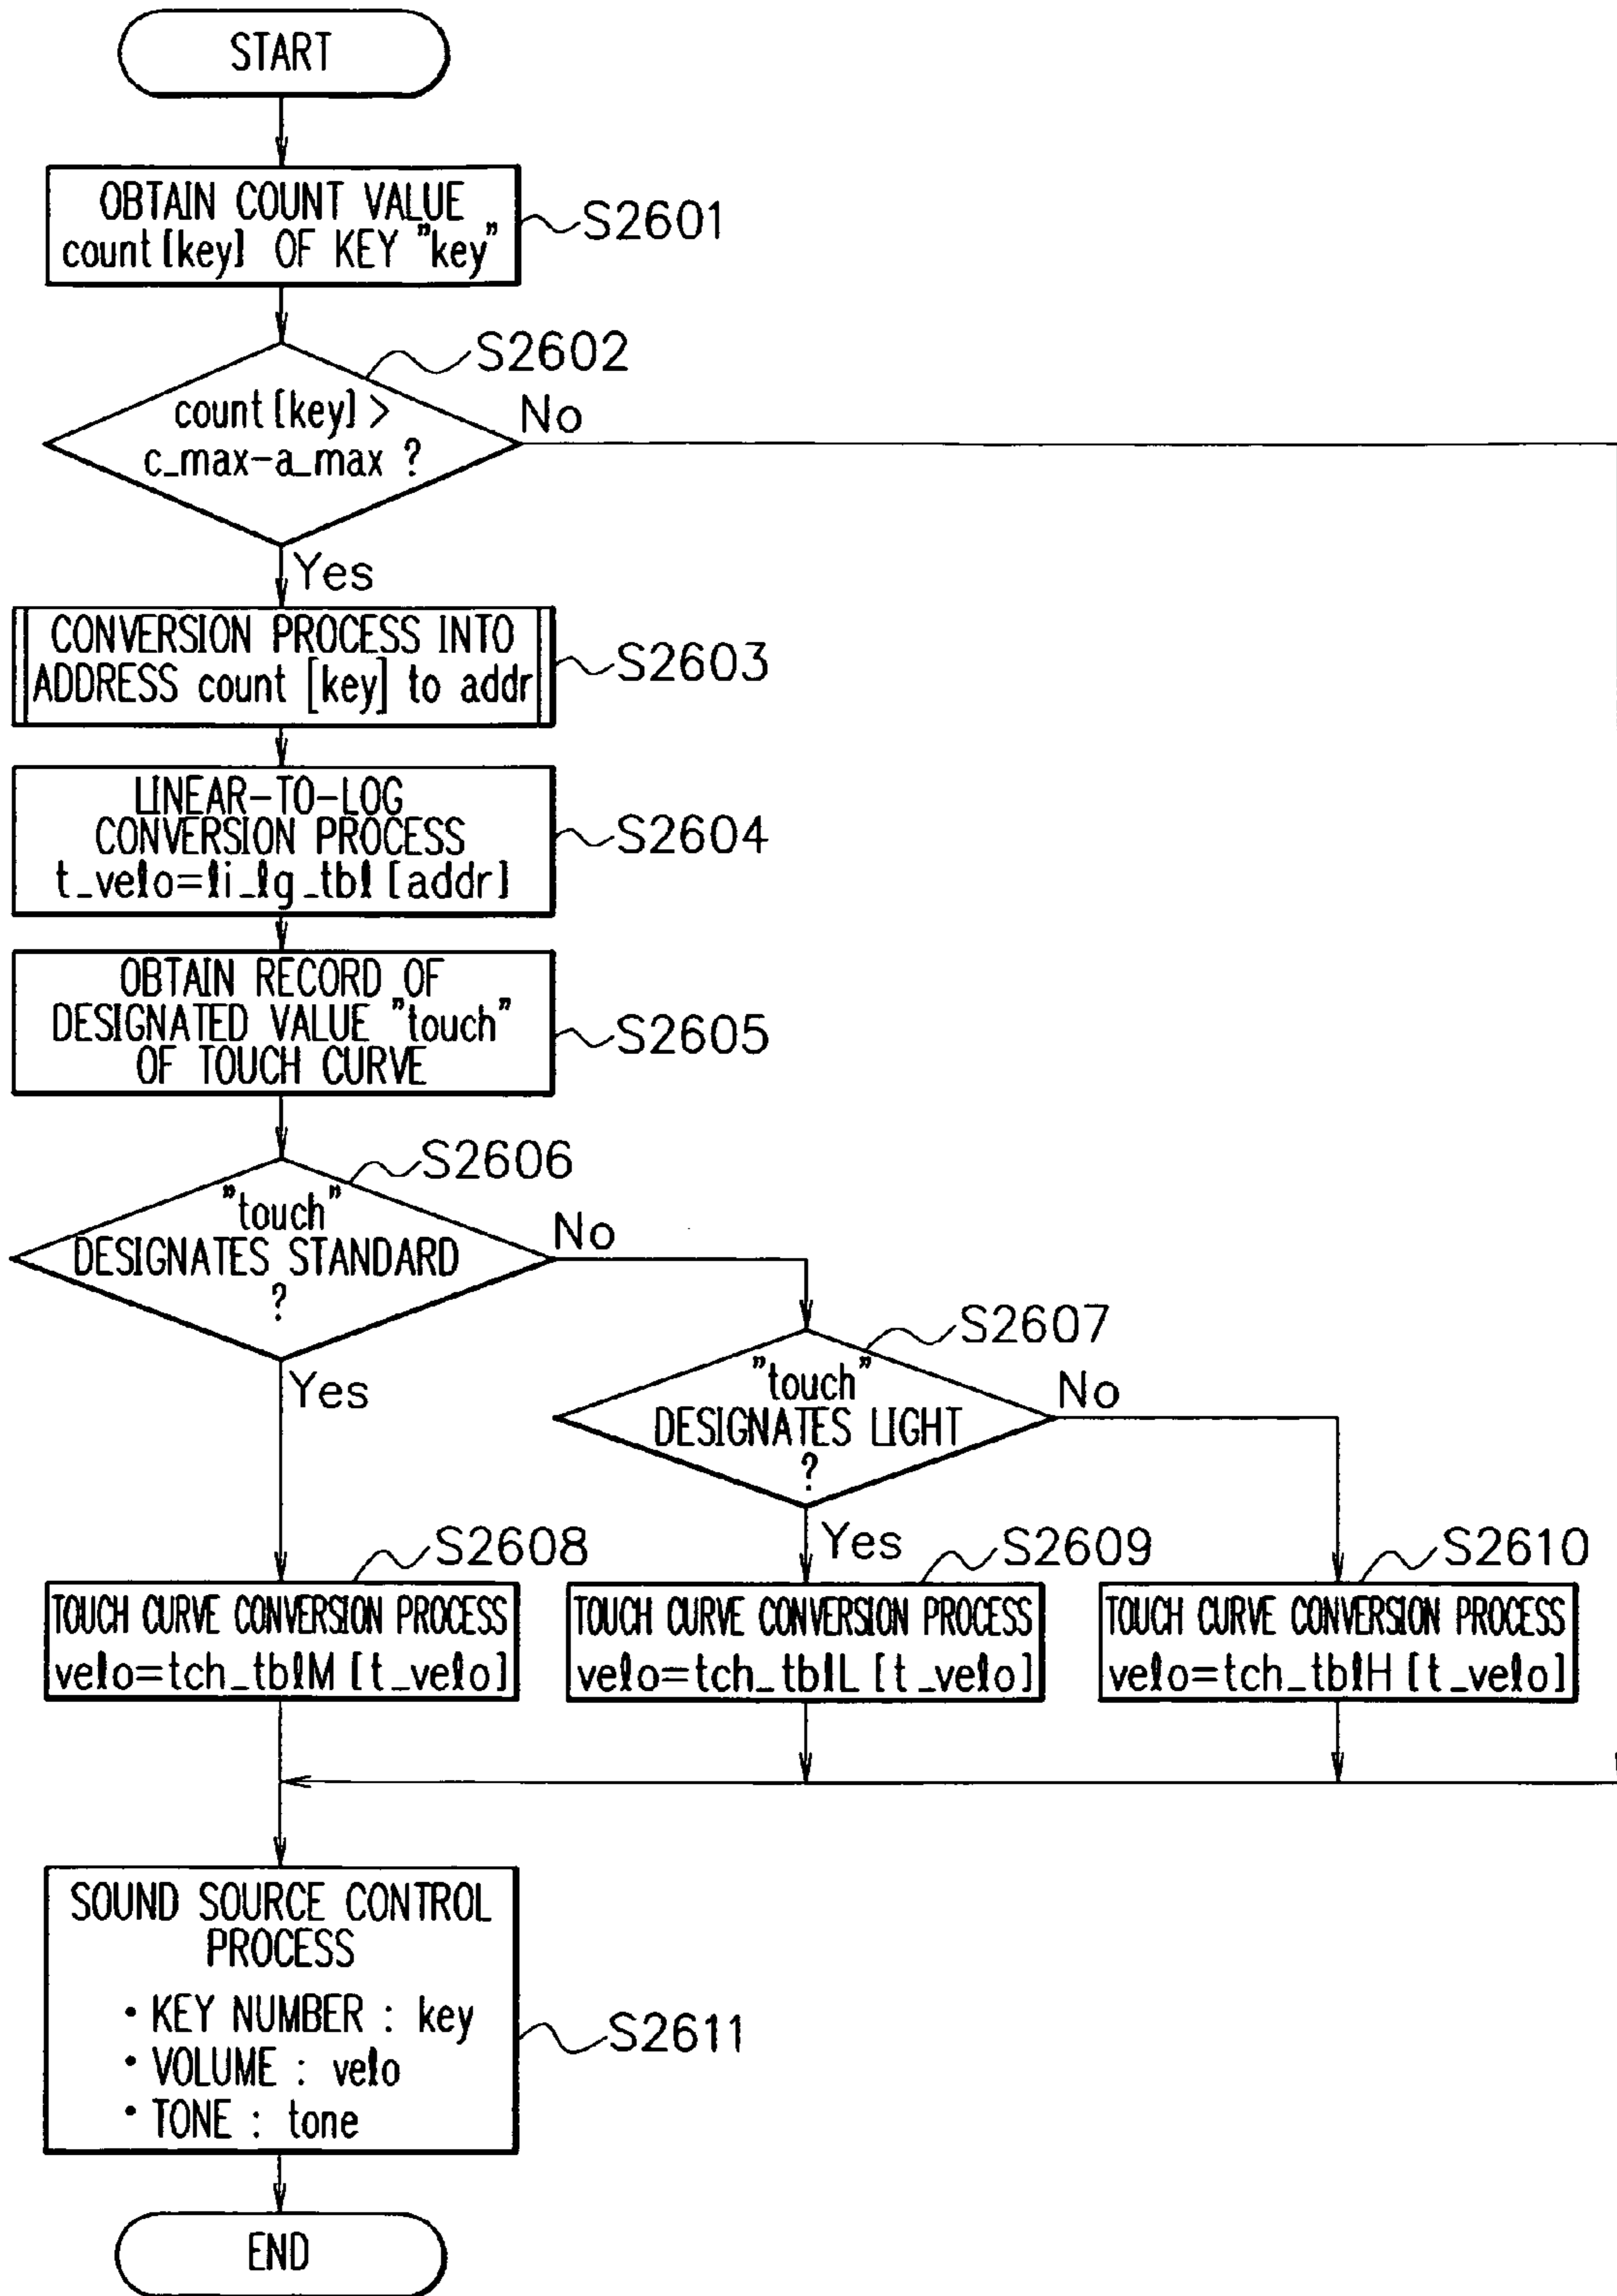 START
OBTAIN COUNT VALUE
count[key] OF KEY "key"
S2601
S2602
count[key] >
c_max-a_max ?
No
Yes
CONVERSION PROCESS INTO
ADDRESS count [key] to addr
S2603
LINEAR-TO-LOG
CONVERSION PROCESS
t_velo=li_lg_tbl [addr]
S2604
OBTAIN RECORD OF
DESIGNATED VALUE "touch"
OF TOUCH CURVE
S2605
S2606
"touch"
DESIGNATES STANDARD
?
No
Yes
S2607
"touch"
DESIGNATES LIGHT
?
No
Yes
S2608
TOUCH CURVE CONVERSION PROCESS
velo=tch_tblM [t_velo]
S2609
TOUCH CURVE CONVERSION PROCESS
velo=tch_tblL [t_velo]
S2610
TOUCH CURVE CONVERSION PROCESS
velo=tch_tblH [t_velo]
SOUND SOURCE CONTROL
PROCESS
• KEY NUMBER : key
• VOLUME : velo
• TONE : tone
S2611
END